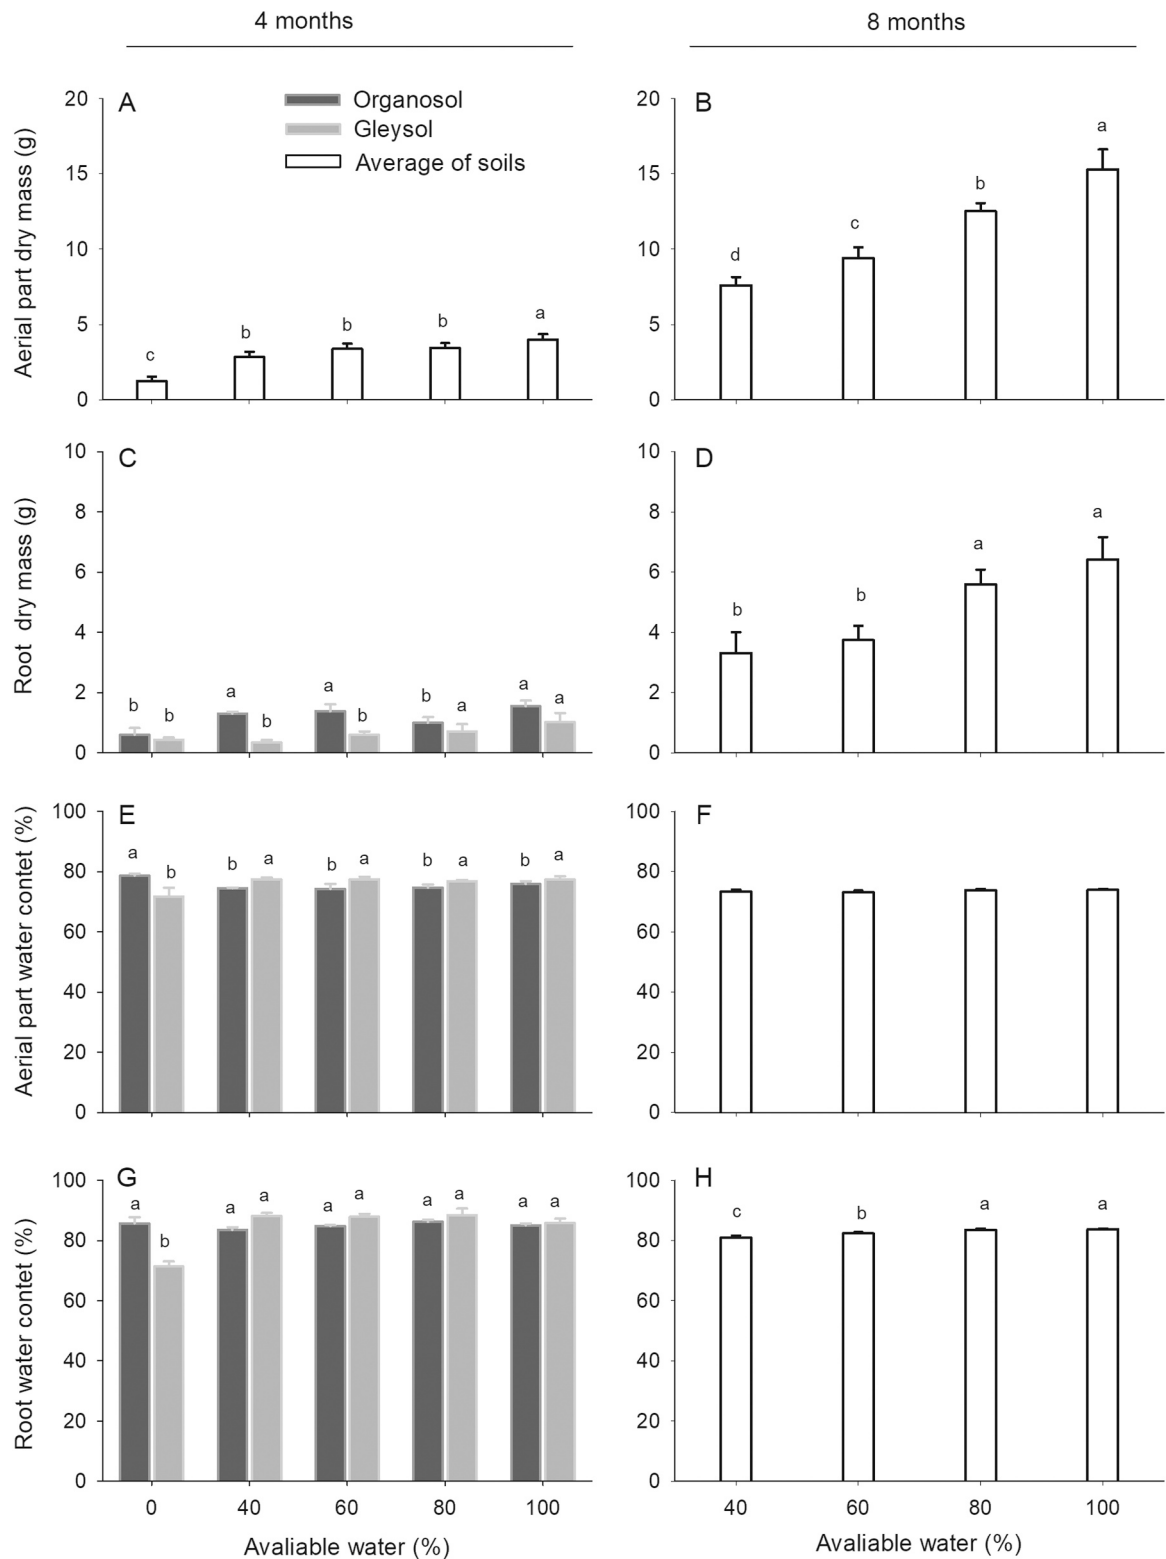 4 months
8 months
A
Organosol
Gleysol
Average of soils
Aerial part dry mass (g)
20
15
10
5
0
c
b
b
b
a
B
20
15
10
5
0
d
c
b
a
C
Root dry mass (g)
10
8
6
4
2
0
b
b
a
b
a
b
b
a
a
a
D
10
8
6
4
2
0
b
b
a
a
E
Aerial part water contet (%)
100
80
60
40
20
0
a
b
b
a
b
a
b
a
b
a
F
100
80
60
40
20
0
G
Root water contet (%)
100
80
60
40
20
0
a
b
a
a
a
a
a
a
a
a
0
40
60
80
100
Avaliable water (%)
H
100
80
60
40
20
0
c
b
a
a
40
60
80
100
Avaliable water (%)